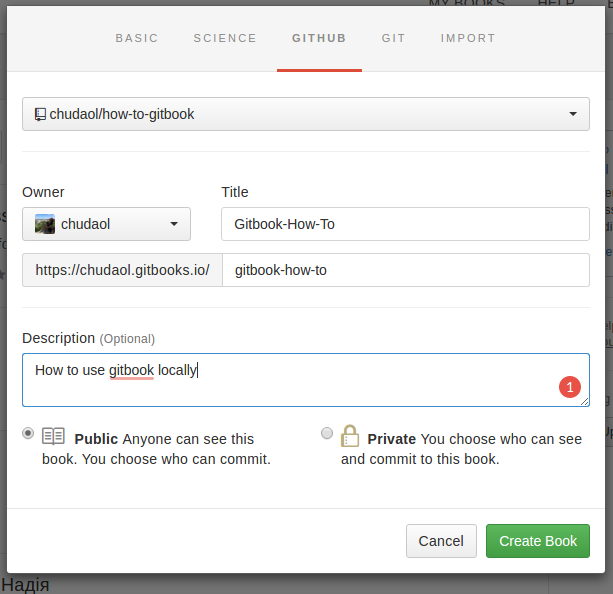 MY BOOKS HELP
BASIC SCIENCE GITHUB GIT IMPORT
chudaol/how-to-gitbook
Owner Title
chudaol Gitbook-How-To
https://chudaol.gitbooks.io/ gitbook-how-to
Description (Optional)
How to use gitbook locally
1
Public Anyone can see this
book. You choose who can commit.
Private You choose who can see
and commit to this book.
Cancel Create Book
Надія